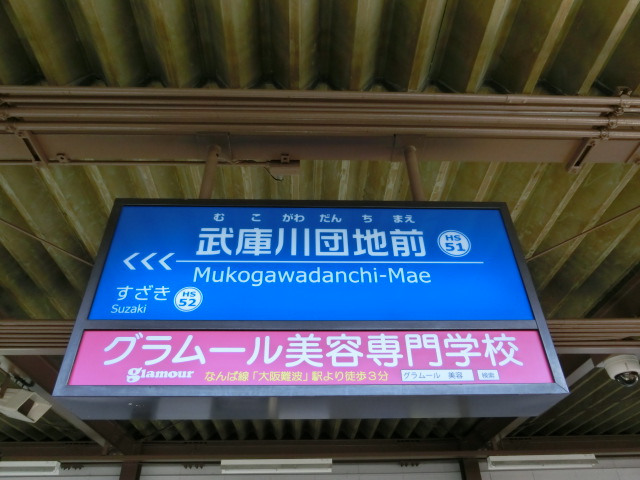 むこがわだんちまえ
武庫川団地前 HS 51
<<<
Mukogawadanchi-Mae
すざき HS 52
Suzaki
グラムール美容専門学校
glamour なんば線「大阪難波」駅より徒歩3分 グラムール 美容 検索